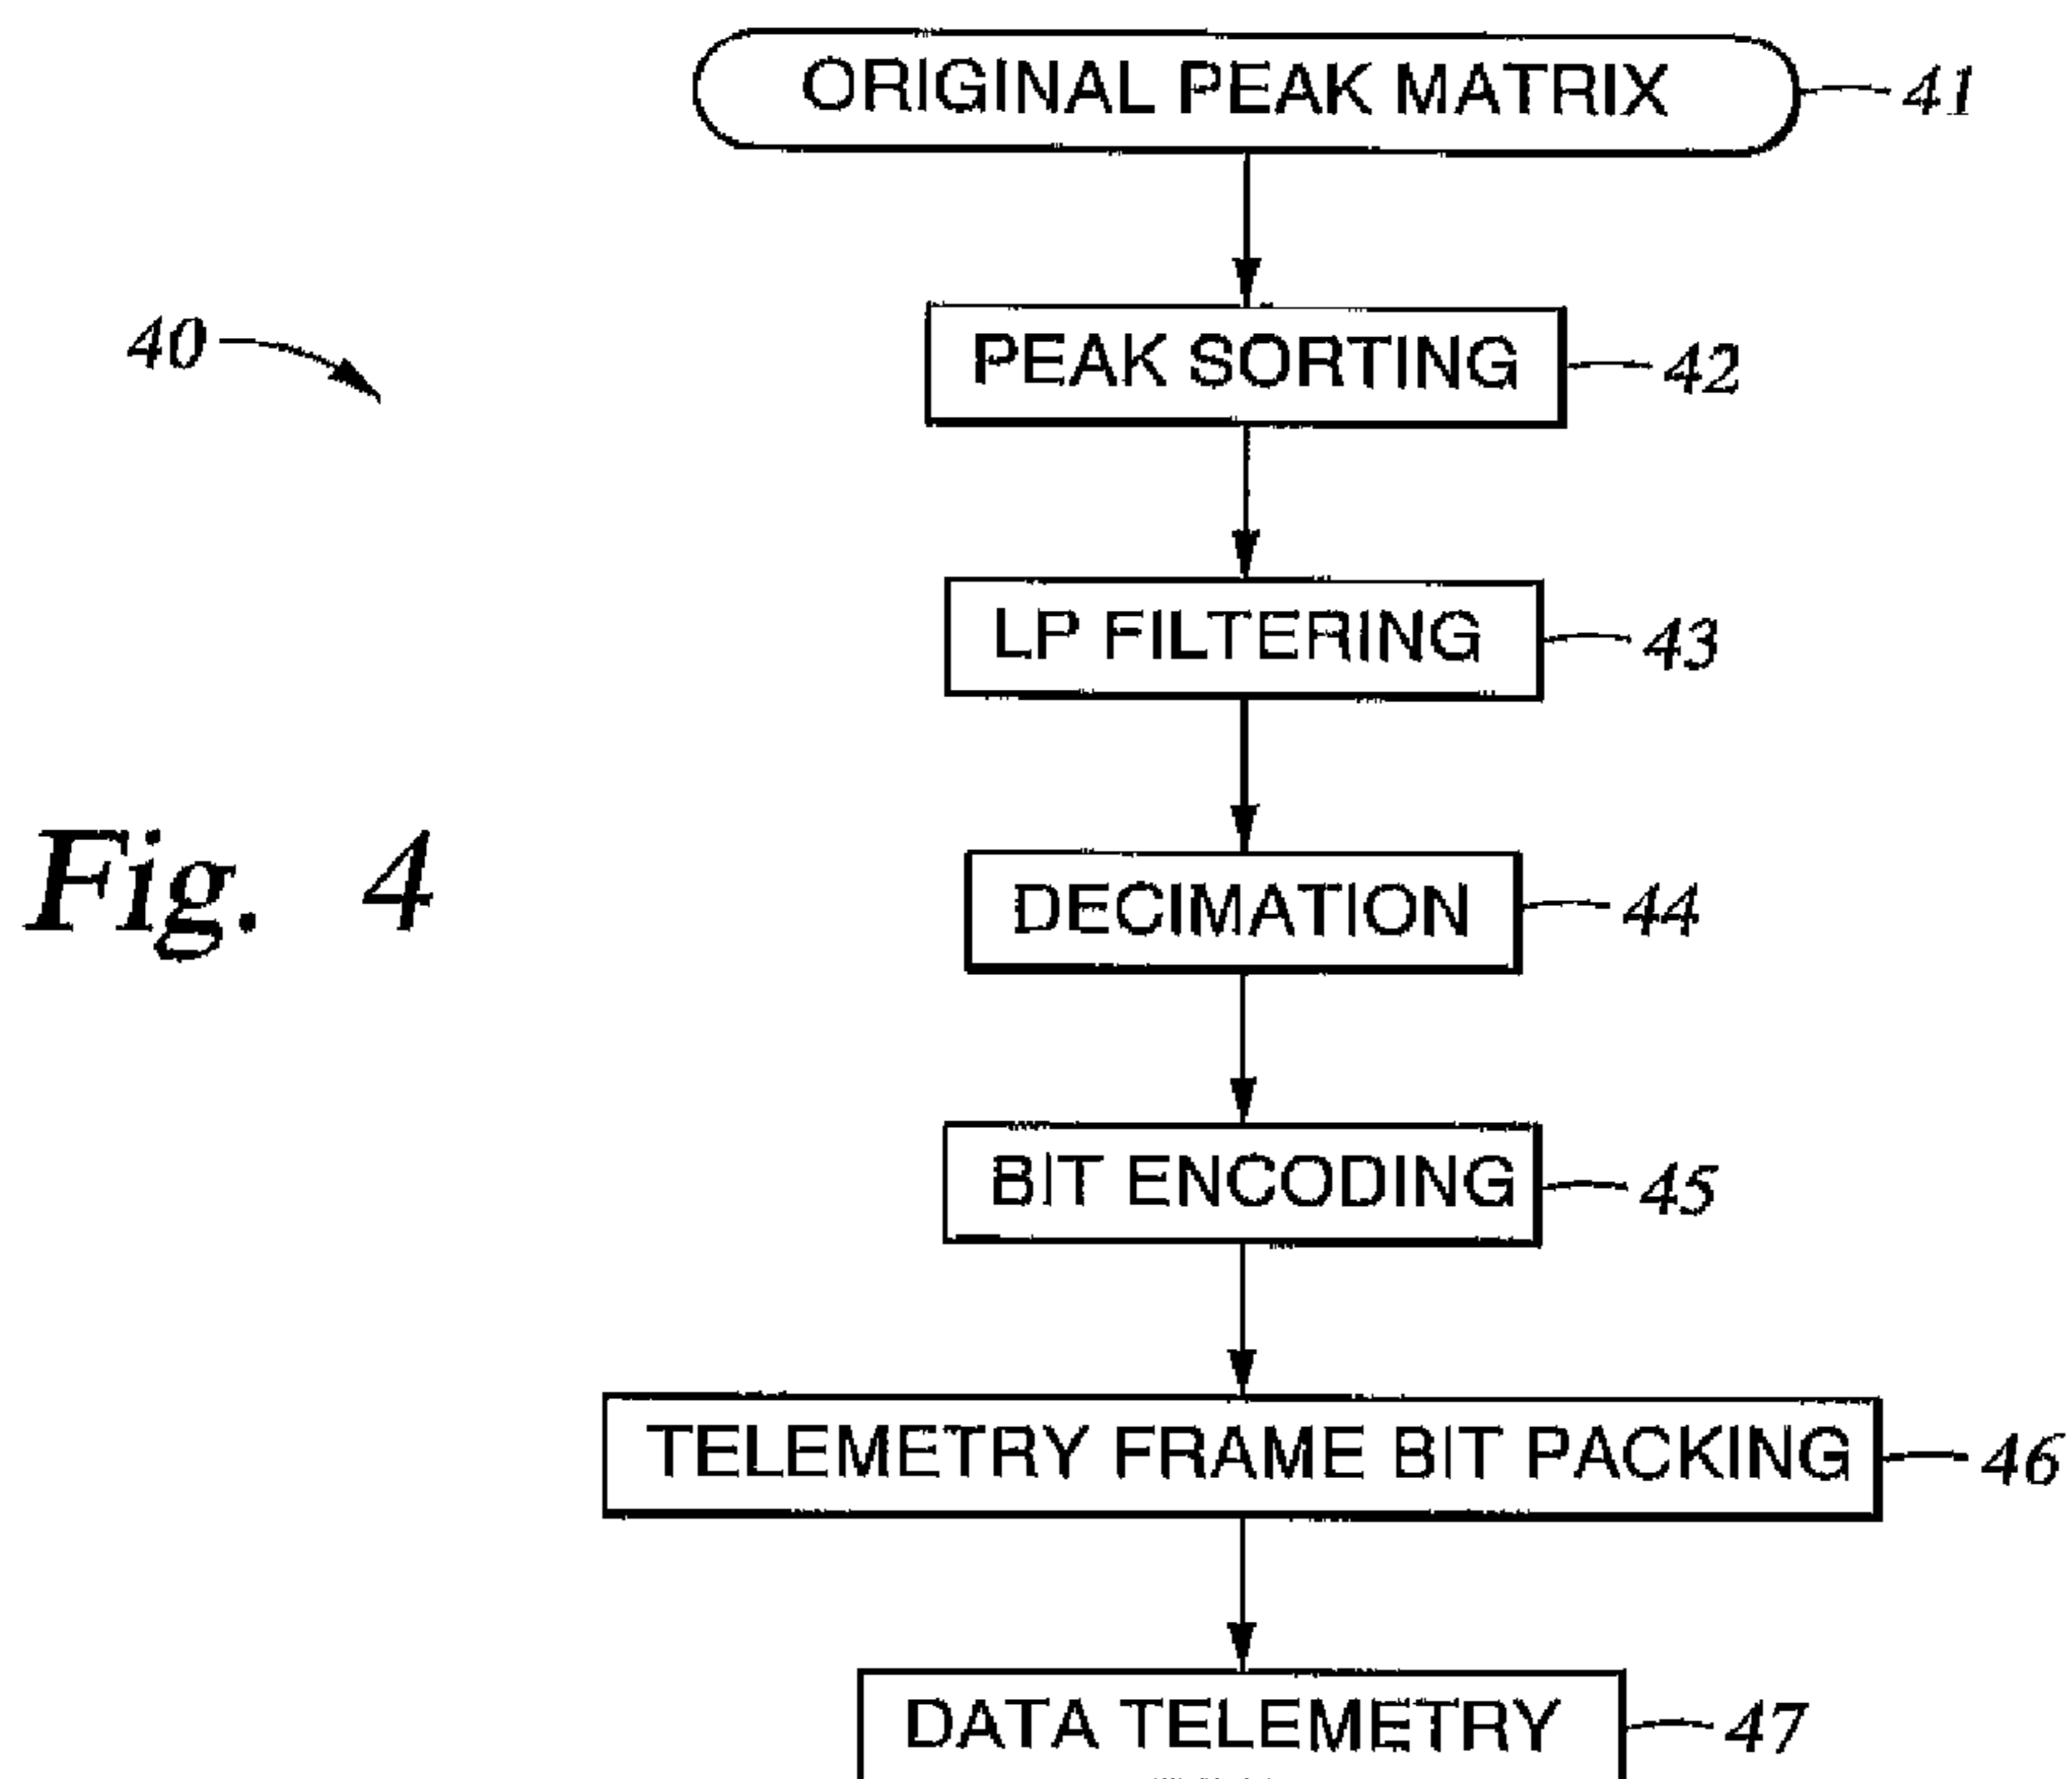 ORIGINAL PEAK MATRIX 41
40
PEAK SORTING 42
LP FILTERING 43
Fig. 4
DECIMATION 44
BIT ENCODING 45
TELEMETRY FRAME BIT PACKING 46
DATA TELEMETRY 47